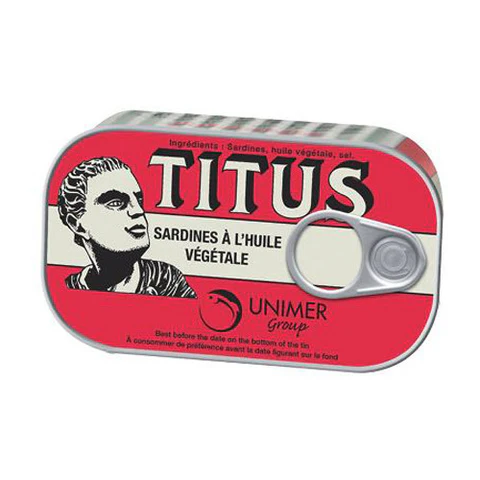 Ingrédients : Sardines, huile végétale, sel.
TITUS
SARDINES À L'HUILE
VÉGÉTALE
UNIMER
Group
Best before the date on the bottom of the tin
À consommer de préférence avant la date figurant sur le fond